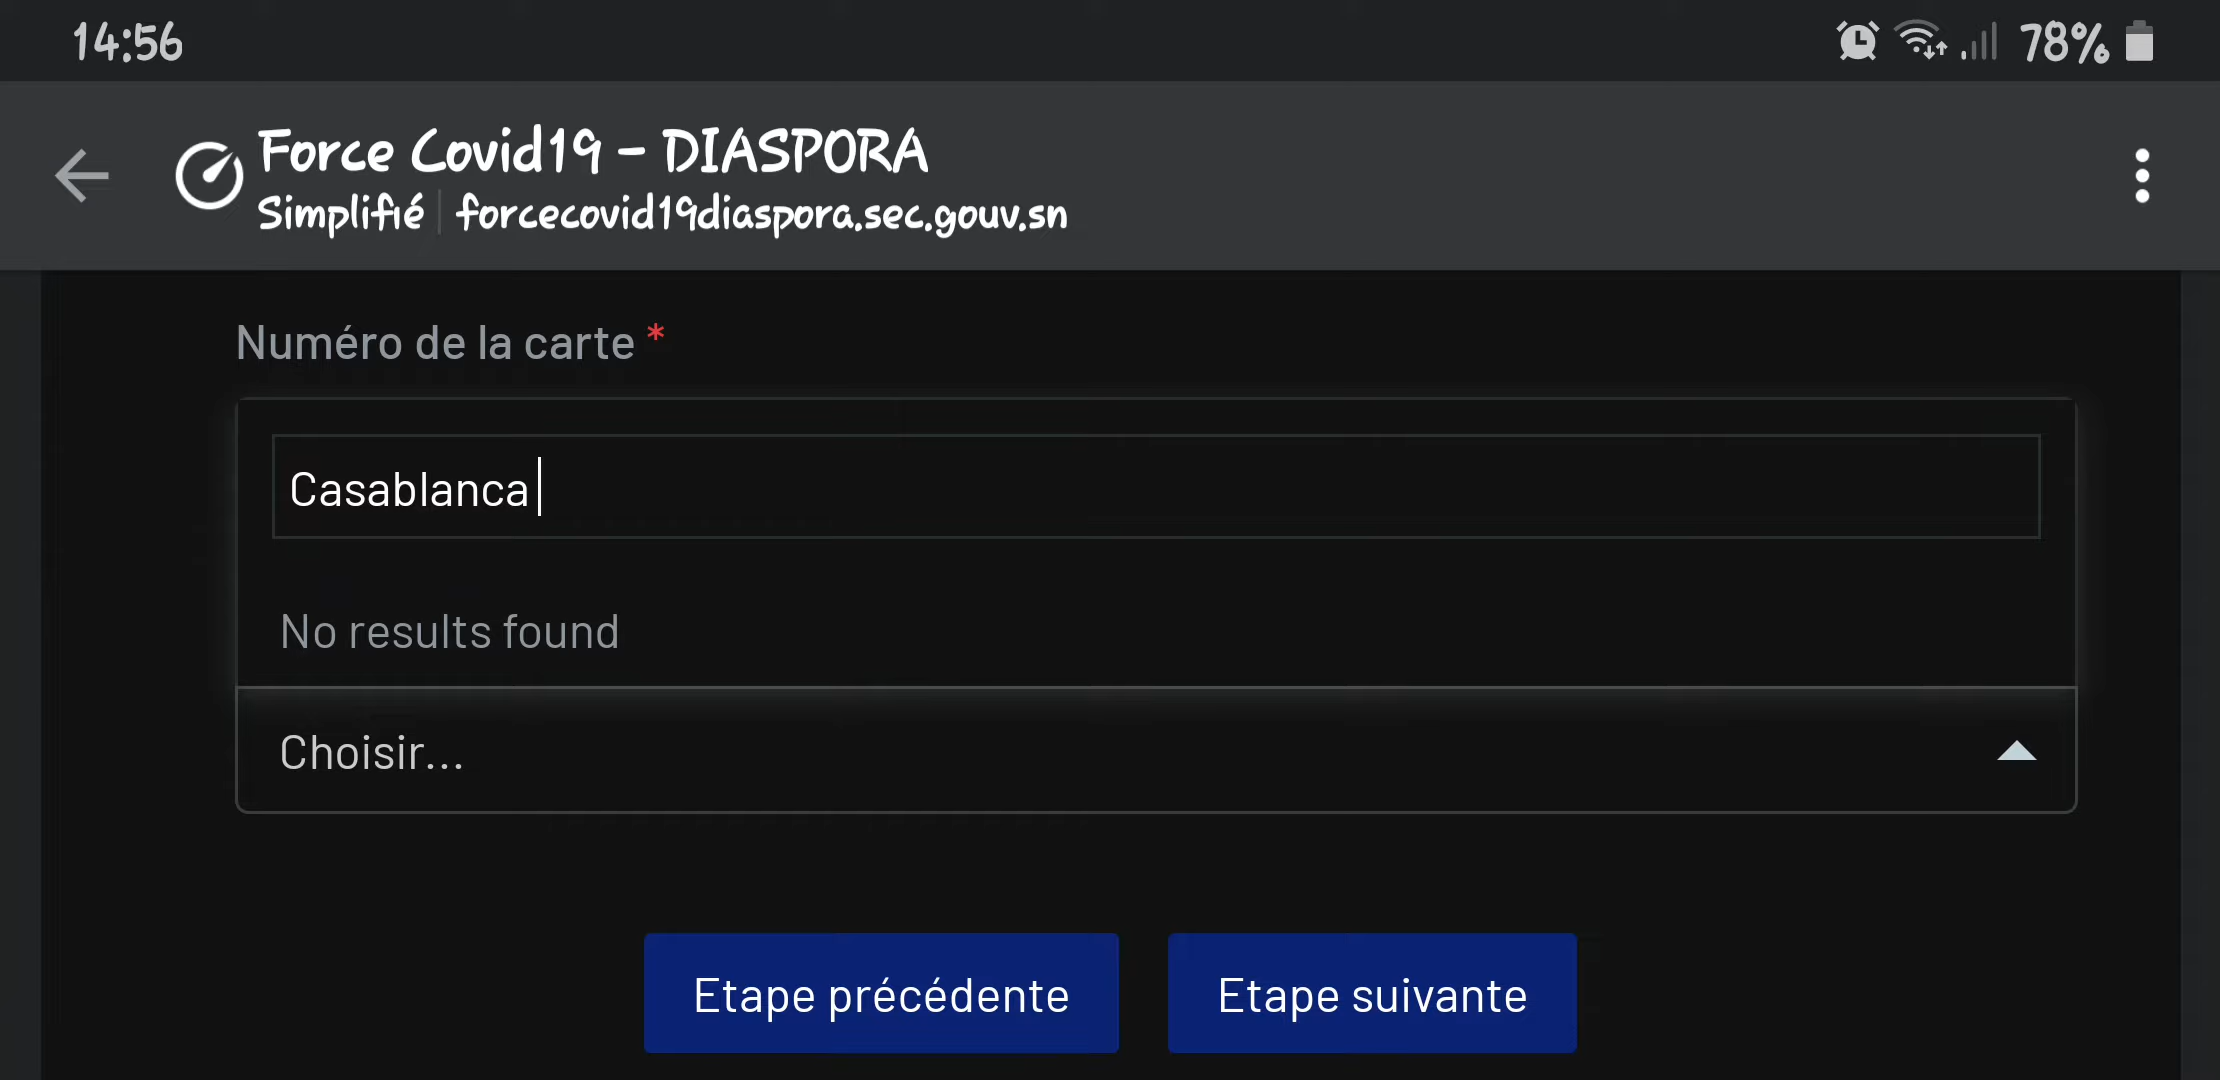 14:56
78%
Force Covid19 - DIASPORA
Simplifié forcecovid19diaspora.sec.gouv.sn
Numéro de la carte *
Casablanca
No results found
Choisir...
Etape précédente
Etape suivante